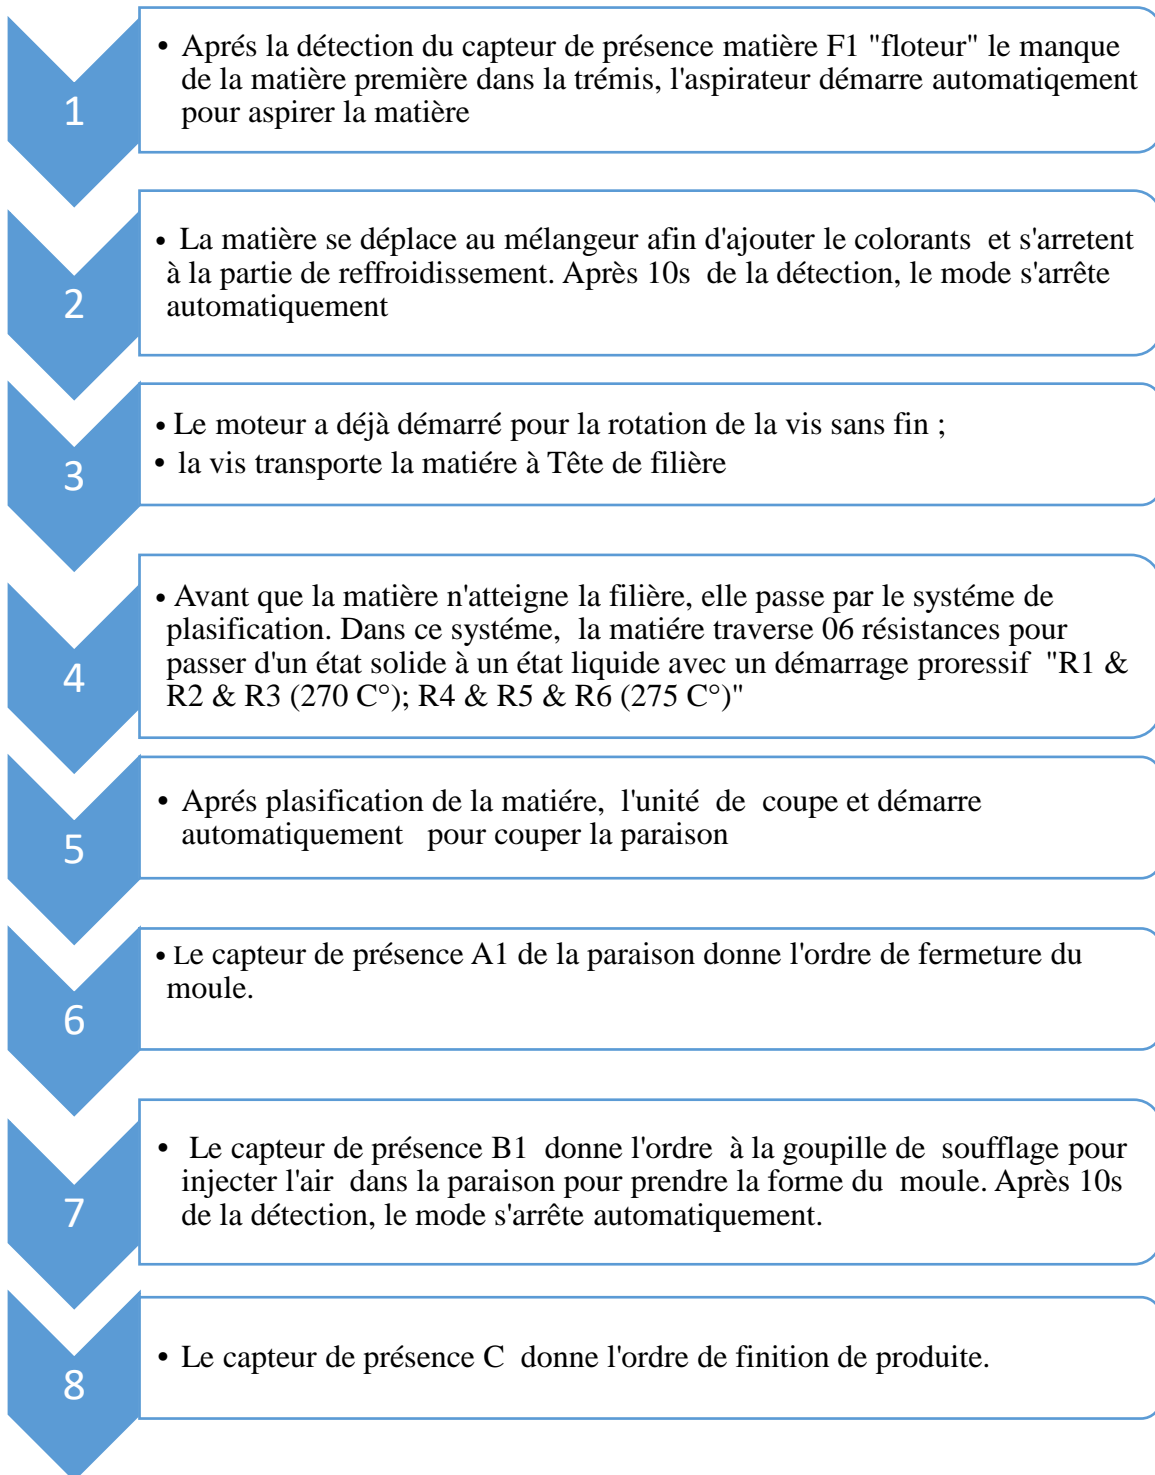 1
• Aprés la détection du capteur de présence matière F1 "floteur" le manque
de la matière première dans la trémis, l'aspirateur démarre automatiqement
pour aspirer la matière
2
• La matière se déplace au mélangeur afin d'ajouter le colorants et s'arretent
à la partie de reffroidissement. Après 10s de la détection, le mode s'arrête
automatiquement
3
• Le moteur a déjà démarré pour la rotation de la vis sans fin ;
• la vis transporte la matiére à Tête de filière
4
• Avant que la matière n'atteigne la filière, elle passe par le systéme de
plasification. Dans ce systéme, la matiére traverse 06 résistances pour
passer d'un état solide à un état liquide avec un démarrage proressif "R1 &
R2 & R3 (270 C°); R4 & R5 & R6 (275 C°)"
5
• Aprés plasification de la matiére, l'unité de coupe et démarre
automatiquement pour couper la paraison
6
• Le capteur de présence A1 de la paraison donne l'ordre de fermeture du
moule.
7
• Le capteur de présence B1 donne l'ordre à la goupille de soufflage pour
injecter l'air dans la paraison pour prendre la forme du moule. Après 10s
de la détection, le mode s'arrête automatiquement.
8
• Le capteur de présence C donne l'ordre de finition de produite.